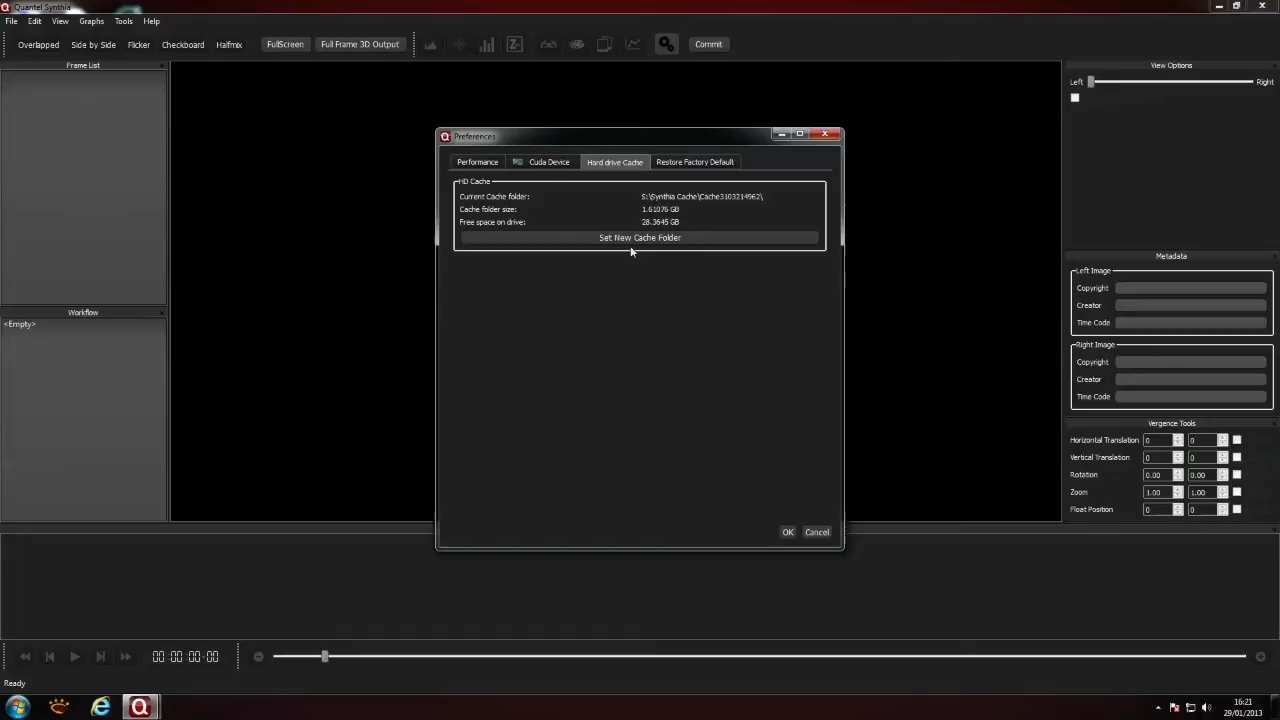 Quantel Synthia
File Edit View Graphs Tools Help
Overlapped Side by Side Flicker Checkboard Halfmix FullScreen Full Frame 3D Output Z Commit
Frame List
View Options
Left Right
Preferences
Performance Cuda Device Hard drive Cache Restore Factory Default
HD Cache
Current Cache folder: S:\Synthia Cache\Cache3103214962\
Cache folder size: 1.61076 GB
Free space on drive: 28.3645 GB
Set New Cache Folder
OK Cancel
Workflow
<Empty>
Metadata
Left Image
Copyright
Creator
Time Code
Right Image
Copyright
Creator
Time Code
Vergence Tools
Horizontal Translation 0 0
Vertical Translation 0 0
Rotation 0.00 0.00
Zoom 1.00 1.00
Float Position 0 0
00:00:00:00
Ready
16:21
29/01/2013